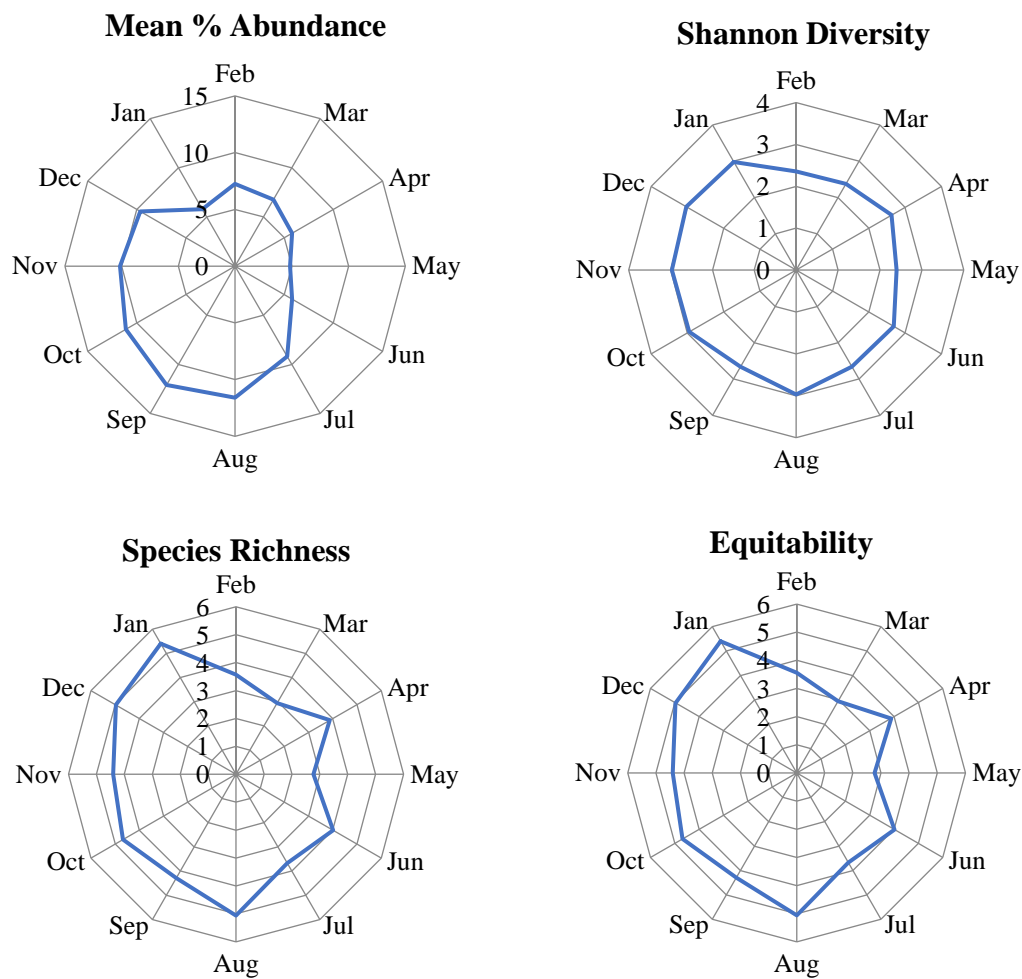 Mean % Abundance
Feb
15
Jan
Mar
10
Dec
Apr
5
Nov
0
May
Oct
Jun
Sep
Jul
Aug
Shannon Diversity
Feb
4
Jan
Mar
3
Dec
Apr
2
1
Nov
0
May
Oct
Jun
Sep
Jul
Aug
Species Richness
Feb
6
Jan
Mar
5
4
Dec
Apr
3
2
1
Nov
0
May
Oct
Jun
Sep
Jul
Aug
Equitability
Feb
6
Jan
Mar
5
4
Dec
Apr
3
2
1
Nov
0
May
Oct
Jun
Sep
Jul
Aug